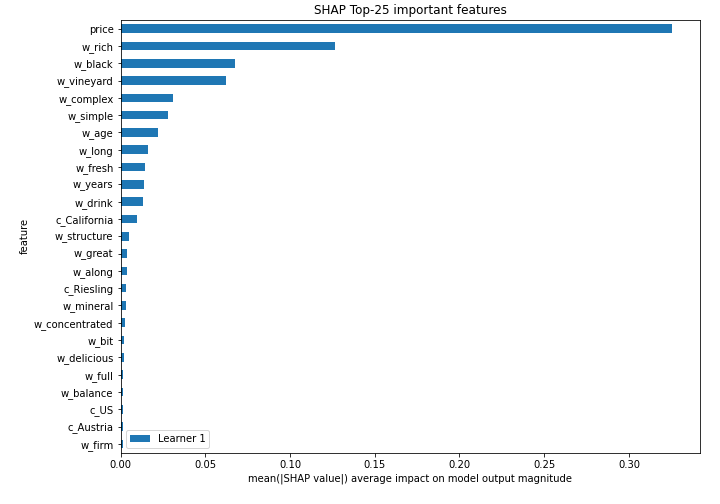 SHAP Top-25 important features
price
w_rich
w_black
w_vineyard
w_complex
w_simple
w_age
w_long
w_fresh
w_years
w_drink
c_California
w_structure
w_great
w_along
c_Riesling
w_mineral
w_concentrated
w_bit
w_delicious
w_full
w_balance
c_US
c_Austria
w_firm
feature
Learner 1
0.00 0.05 0.10 0.15 0.20 0.25 0.30
mean(|SHAP value|) average impact on model output magnitude